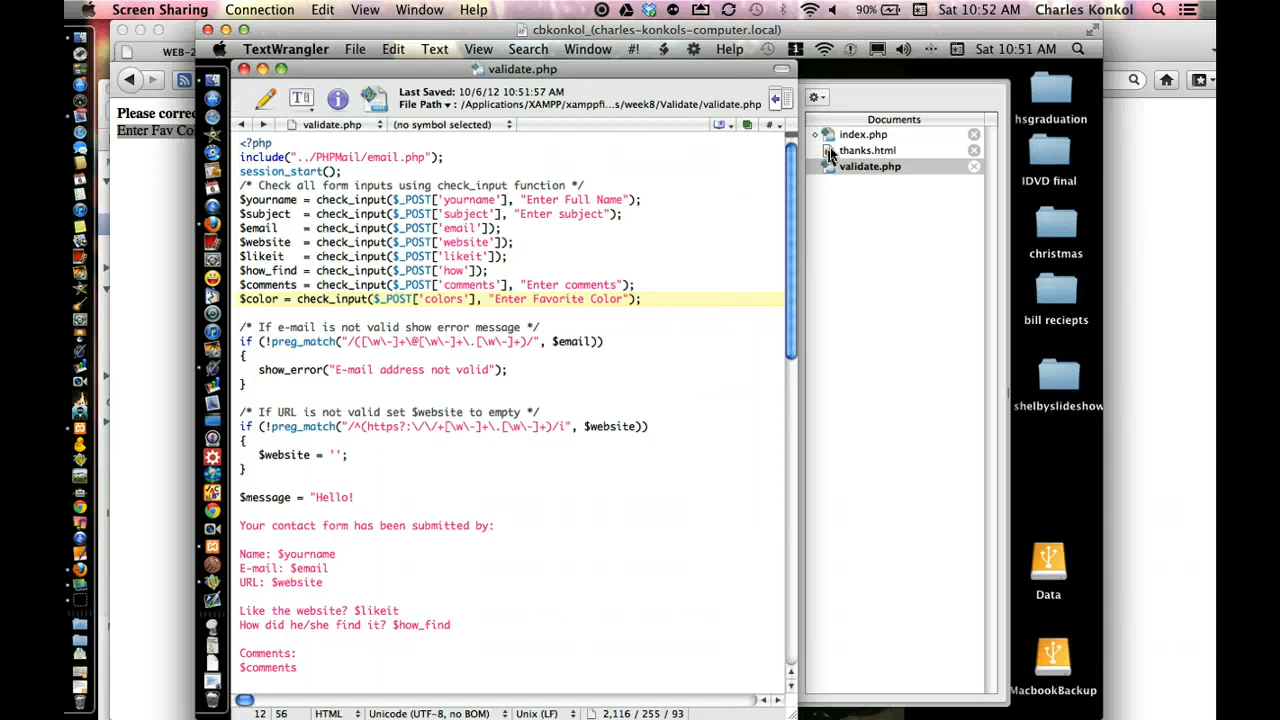 Screen Sharing Connection Edit View Window Help 90% Sat 10:52 AM Charles Konkol
cbkonkol_(charles-konkols-computer.local)
TextWrangler File Edit Text View Search Window #! Help 1 Sat 10:51 AM
WEB-2
validate.php
Last Saved: 10/6/12 10:51:57 AM
File Path : /Applications/XAMPP/xamppfi...s/week8/Validate/validate.php
validate.php (no symbol selected) #
Please correc
Enter Fav Co
<?php
include("../PHPMail/email.php");
session_start();
/* Check all form inputs using check_input function */
$yourname = check_input($_POST['yourname'], "Enter Full Name");
$subject  = check_input($_POST['subject'], "Enter subject");
$email    = check_input($_POST['email']);
$website  = check_input($_POST['website']);
$likeit   = check_input($_POST['likeit']);
$how_find = check_input($_POST['how']);
$comments = check_input($_POST['comments'], "Enter comments");
$color = check_input($_POST['colors'], "Enter Favorite Color");
/* If e-mail is not valid show error message */
if (!preg_match("/([\w\-]+\@[\w\-]+\.[\w\-]+)/", $email))
{
show_error("E-mail address not valid");
}
/* If URL is not valid set $website to empty */
if (!preg_match("/^(https?:\/\/+[\w\-]+\.[\w\-]+)/i", $website))
{
$website = '';
}
$message = "Hello!
Your contact form has been submitted by:
Name: $yourname
E-mail: $email
URL: $website
Like the website? $likeit
How did he/she find it? $how_find
Comments:
$comments
12 56 HTML Unicode (UTF-8, no BOM) Unix (LF) 2,116 / 255 / 93
Documents
index.php
thanks.html
validate.php
hsgraduation
IDVD final
christmas
bill reciepts
shelbyslideshow
Data
MacbookBackup